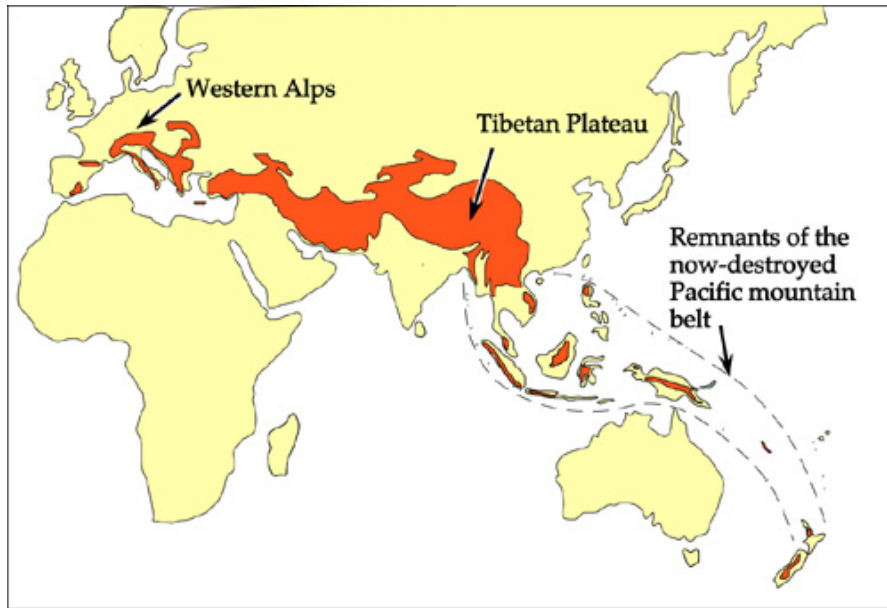 Western Alps
Tibetan Plateau
Remnants of the
now-destroyed
Pacific mountain
belt